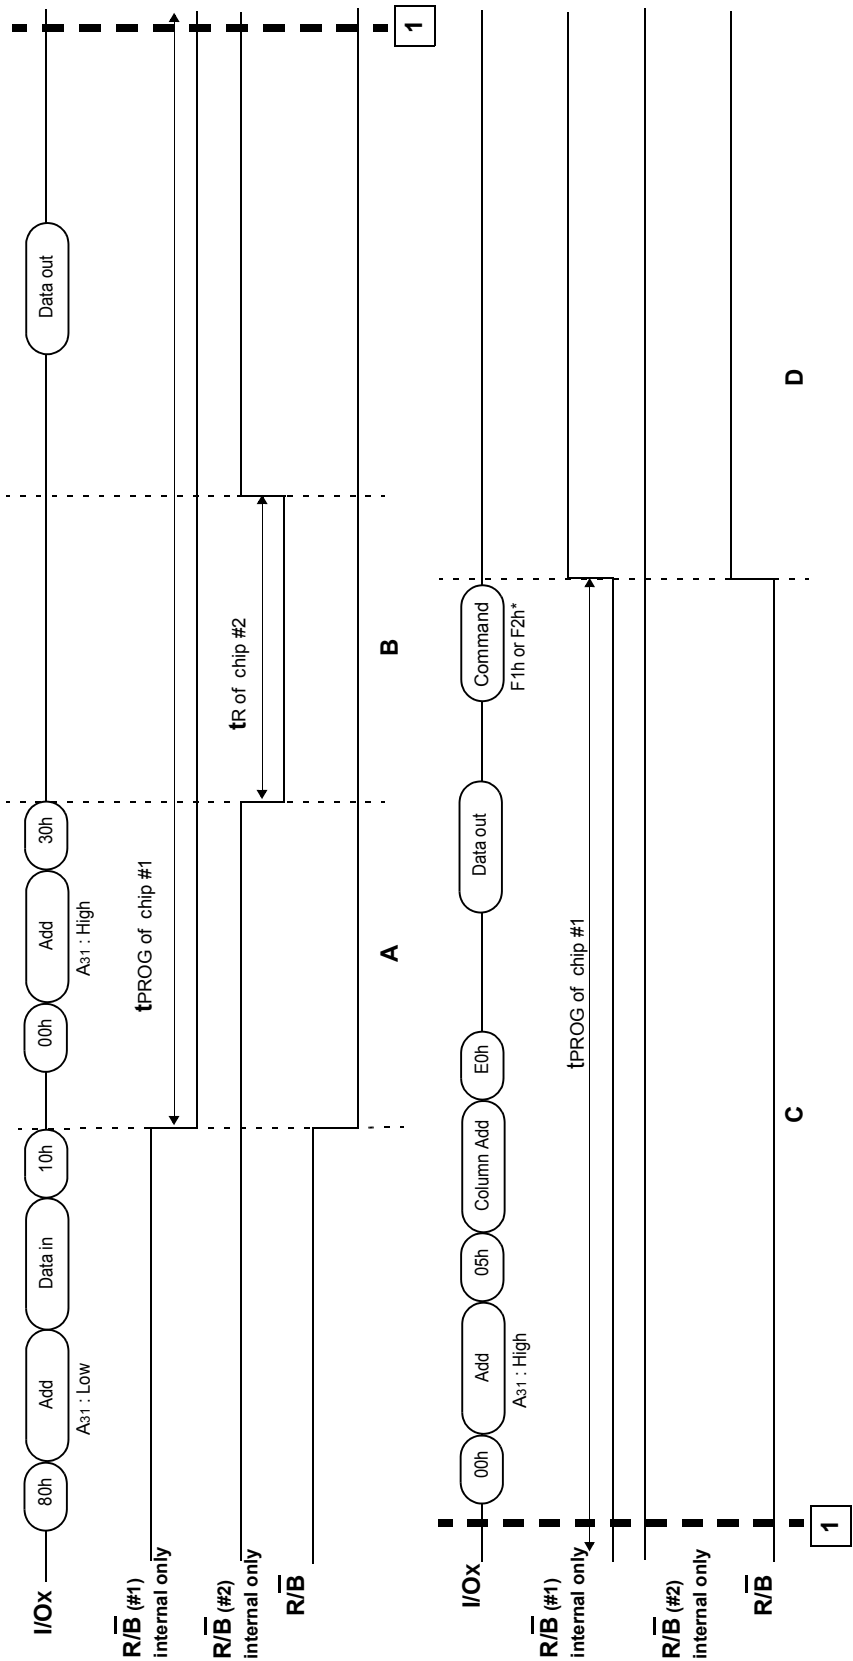 I/Ox
80h
Add
Data in
10h
00h
Add
30h
Data out
A31 : Low
A31 : High
R/B (#1)
internal only
tPROG of chip #1
R/B (#2)
internal only
tR of chip #2
R/B
A
B
1
I/Ox
00h
Add
05h
Column Add
E0h
Data out
Command
A31 : High
F1h or F2h*
R/B (#1)
internal only
tPROG of chip #1
R/B (#2)
internal only
R/B
C
D
1